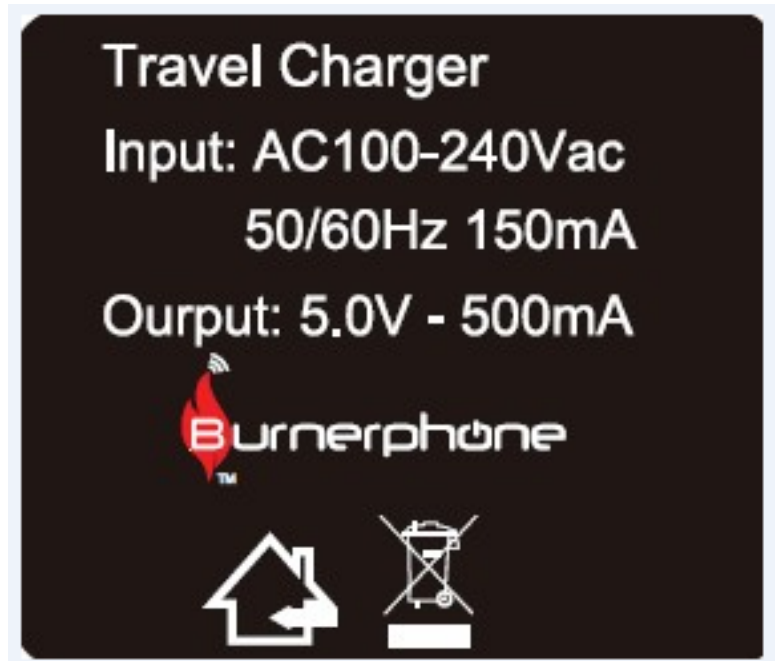 Travel Charger
Input: AC100-240Vac
50/60Hz 150mA
Ourput: 5.0V - 500mA
Burnerphone
TM